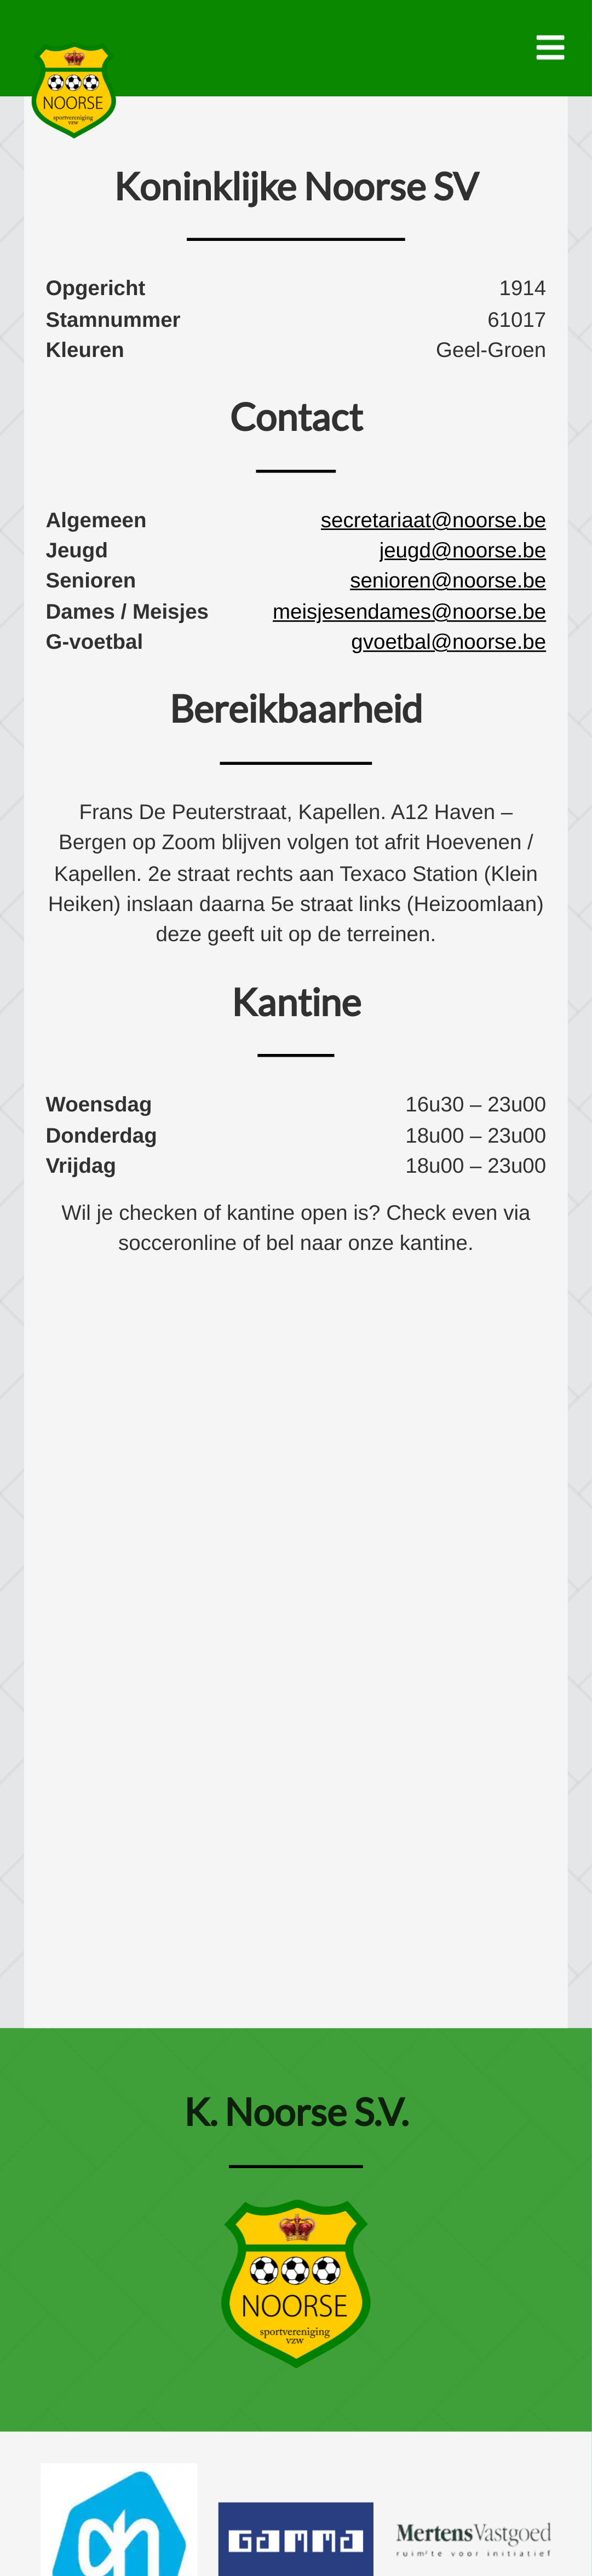 NOORSE
sportvereniging
vzw
Koninklijke Noorse SV
Opgericht 1914
Stamnummer 61017
Kleuren Geel-Groen
Contact
Algemeen secretariaat@noorse.be
Jeugd jeugd@noorse.be
Senioren senioren@noorse.be
Dames / Meisjes meisjesendames@noorse.be
G-voetbal gvoetbal@noorse.be
Bereikbaarheid
Frans De Peuterstraat, Kapellen. A12 Haven –
Bergen op Zoom blijven volgen tot afrit Hoevenen /
Kapellen. 2e straat rechts aan Texaco Station (Klein
Heiken) inslaan daarna 5e straat links (Heizoomlaan)
deze geeft uit op de terreinen.
Kantine
Woensdag 16u30 – 23u00
Donderdag 18u00 – 23u00
Vrijdag 18u00 – 23u00
Wil je checken of kantine open is? Check even via
socceronline of bel naar onze kantine.
K. Noorse S.V.
NOORSE
sportvereniging
vzw
GAMMA
MertensVastgoed
ruimte voor initiatief